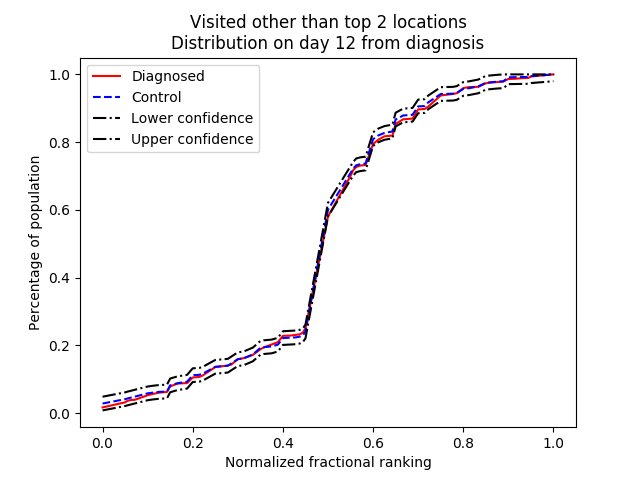 Visited other than top 2 locations
Distribution on day 12 from diagnosis
Diagnosed
Control
Lower confidence
Upper confidence
Percentage of population
1.0
0.8
0.6
0.4
0.2
0.0
0.0 0.2 0.4 0.6 0.8 1.0
Normalized fractional ranking